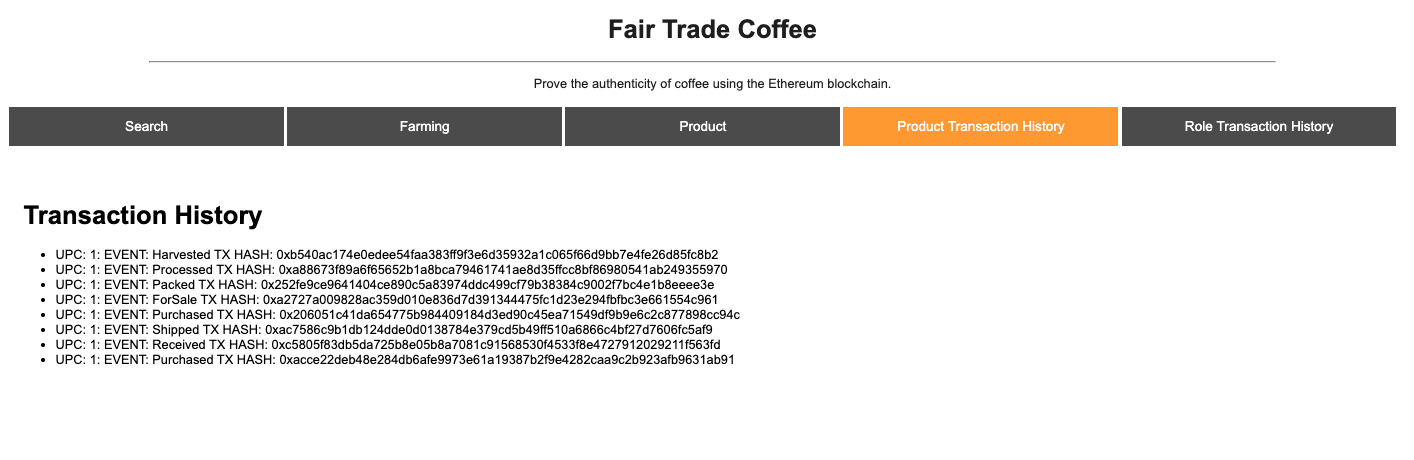 Fair Trade Coffee
Prove the authenticity of coffee using the Ethereum blockchain.
Search
Farming
Product
Product Transaction History
Role Transaction History
Transaction History
UPC: 1: EVENT: Harvested TX HASH: 0xb540ac174e0edee54faa383ff9f3e6d35932a1c065f66d9bb7e4fe26d85fc8b2
UPC: 1: EVENT: Processed TX HASH: 0xa88673f89a6f65652b1a8bca79461741ae8d35ffcc8bf86980541ab249355970
UPC: 1: EVENT: Packed TX HASH: 0x252fe9ce9641404ce890c5a83974ddc499cf79b38384c9002f7bc4e1b8eeee3e
UPC: 1: EVENT: ForSale TX HASH: 0xa2727a009828ac359d010e836d7d391344475fc1d23e294fbfbc3e661554c961
UPC: 1: EVENT: Purchased TX HASH: 0x206051c41da654775b984409184d3ed90c45ea71549df9b9e6c2c877898cc94c
UPC: 1: EVENT: Shipped TX HASH: 0xac7586c9b1db124dde0d0138784e379cd5b49ff510a6866c4bf27d7606fc5af9
UPC: 1: EVENT: Received TX HASH: 0xc5805f83db5da725b8e05b8a7081c91568530f4533f8e4727912029211f563fd
UPC: 1: EVENT: Purchased TX HASH: 0xacce22deb48e284db6afe9973e61a19387b2f9e4282caa9c2b923afb9631ab91